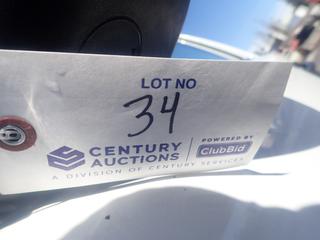 LOT NO
34
CENTURY
AUCTIONS
POWERED BY
ClubBid
A DIVISION OF CENTURY SERVICES